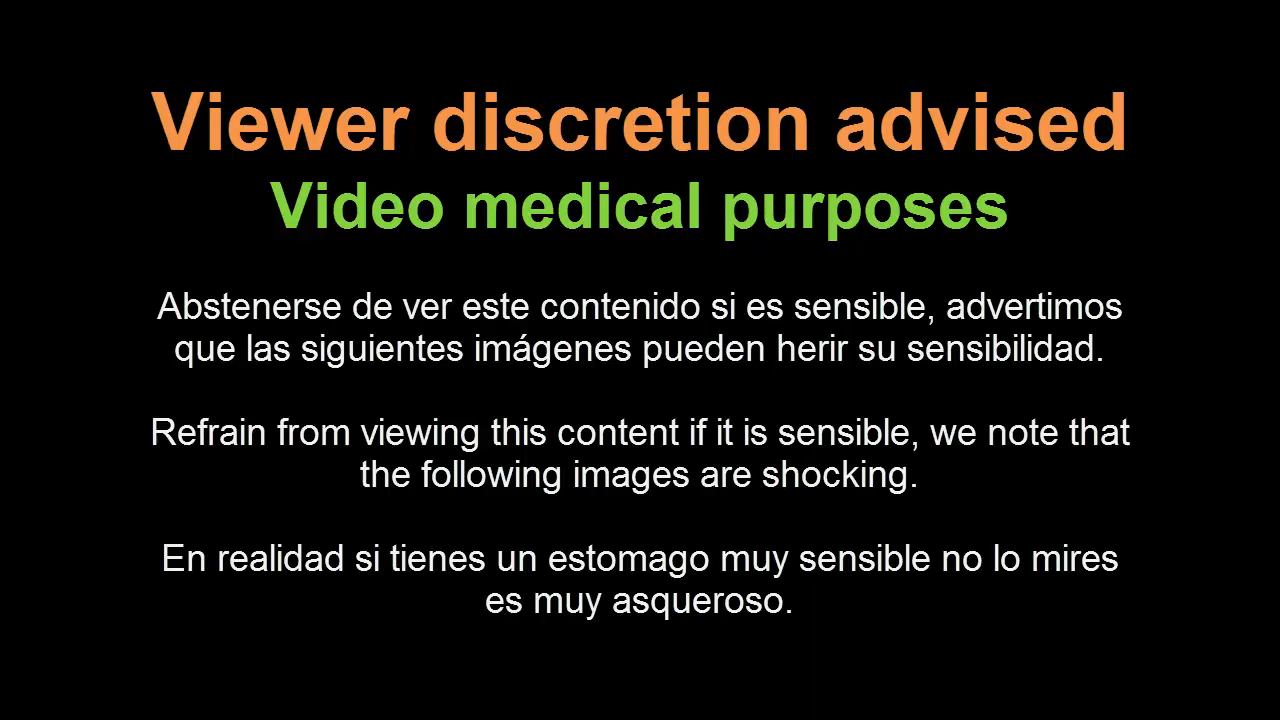 Viewer discretion advised
Video medical purposes
Abstenerse de ver este contenido si es sensible, advertimos
que las siguientes imágenes pueden herir su sensibilidad.
Refrain from viewing this content if it is sensible, we note that
the following images are shocking.
En realidad si tienes un estomago muy sensible no lo mires
es muy asqueroso.